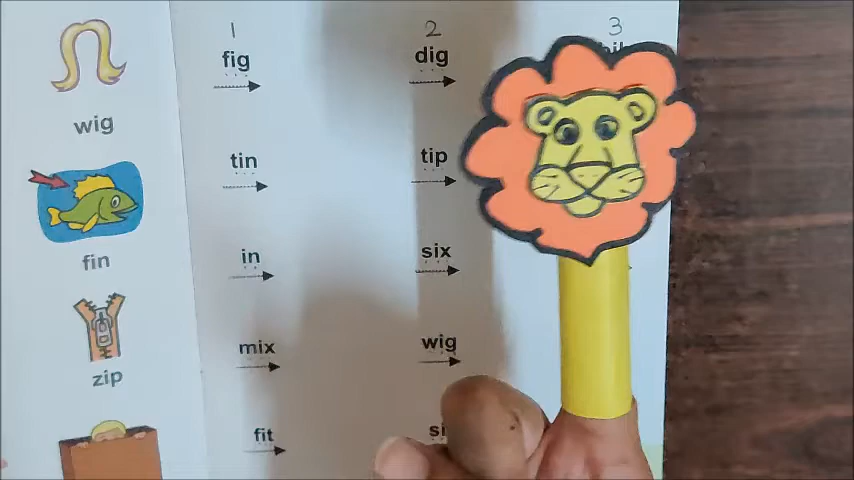 1 2 3
fig dig
wig
tin tip
fin
in six
mix wig
zip
fit